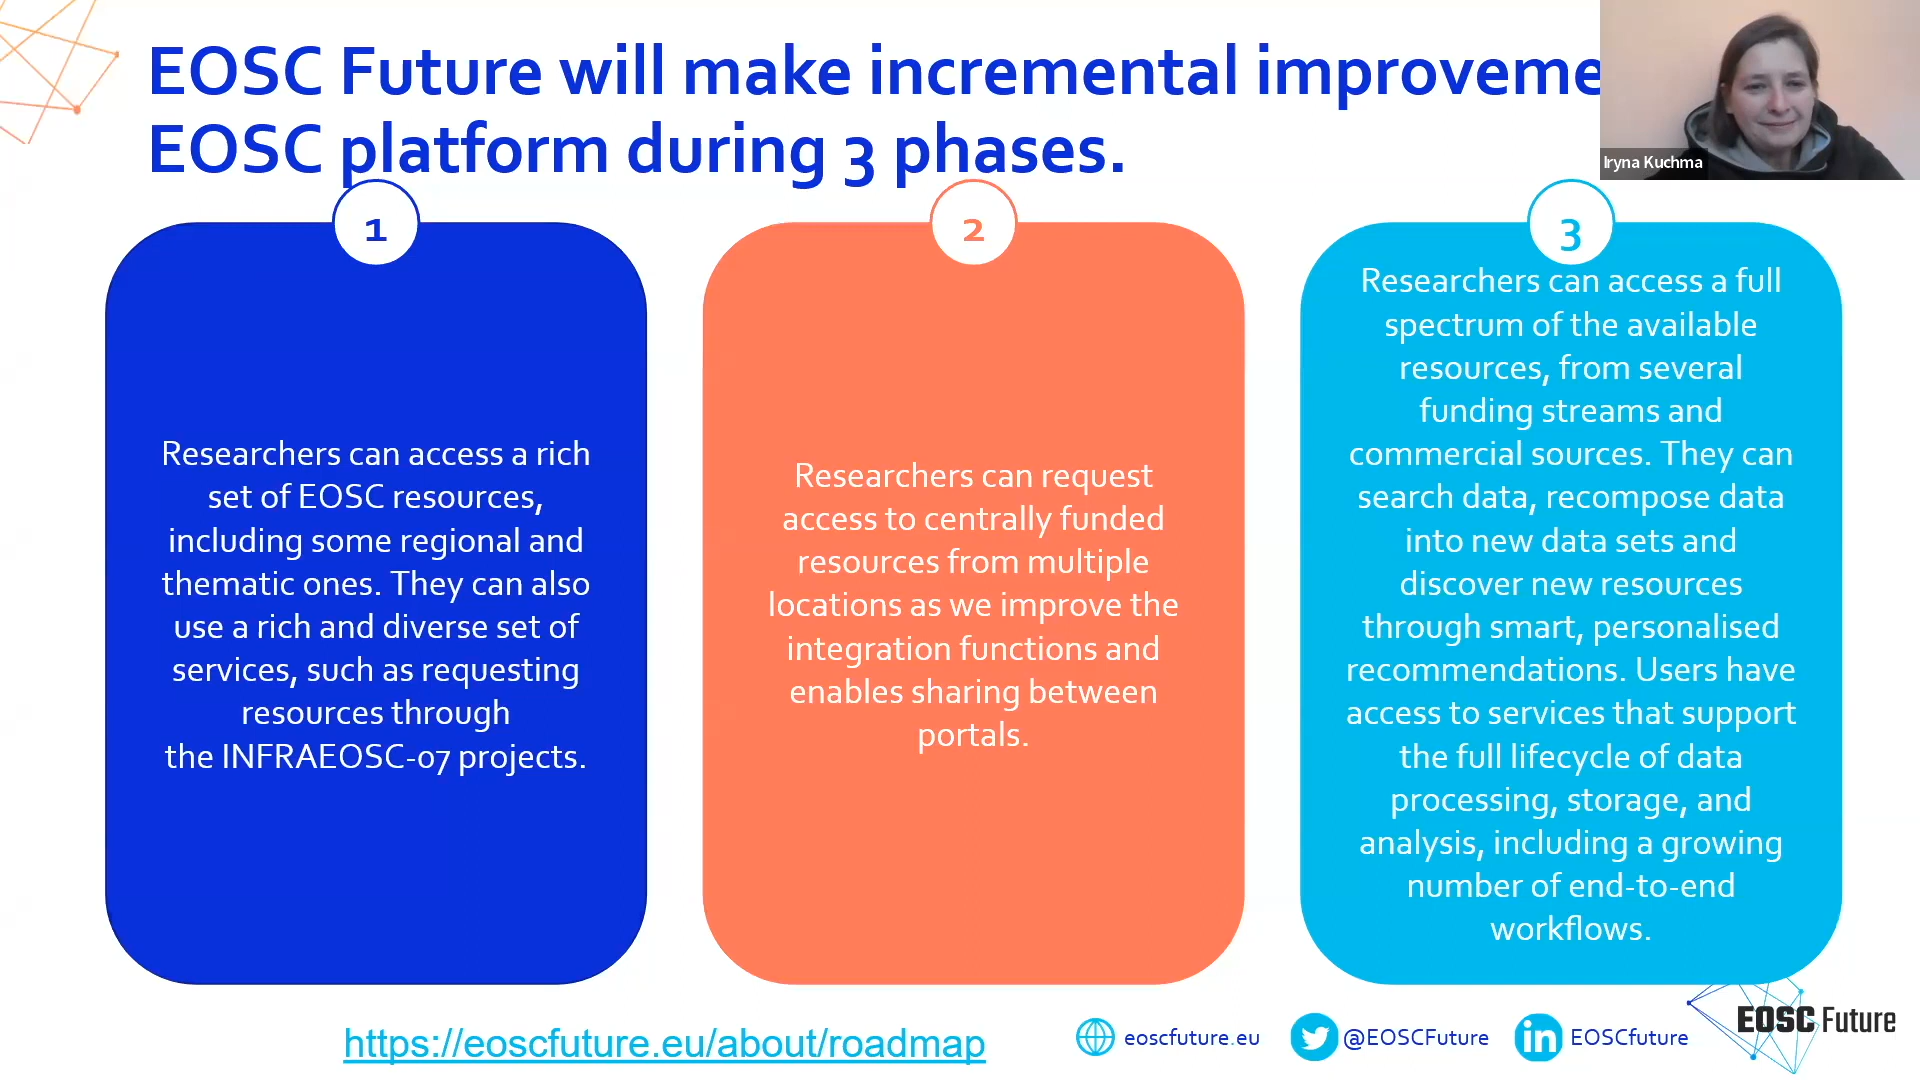 EOSC Future will make incremental improveme
EOSC platform during 3 phases.
Iryna Kuchma
1
Researchers can access a rich
set of EOSC resources,
including some regional and
thematic ones. They can also
use a rich and diverse set of
services, such as requesting
resources through
the INFRAEOSC-07 projects.
2
Researchers can request
access to centrally funded
resources from multiple
locations as we improve the
integration functions and
enables sharing between
portals.
3
Researchers can access a full
spectrum of the available
resources, from several
funding streams and
commercial sources. They can
search data, recompose data
into new data sets and
discover new resources
through smart, personalised
recommendations. Users have
access to services that support
the full lifecycle of data
processing, storage, and
analysis, including a growing
number of end-to-end
workflows.
https://eoscfuture.eu/about/roadmap
eoscfuture.eu
@EOSCFuture
in EOSCfuture
EOSC Future